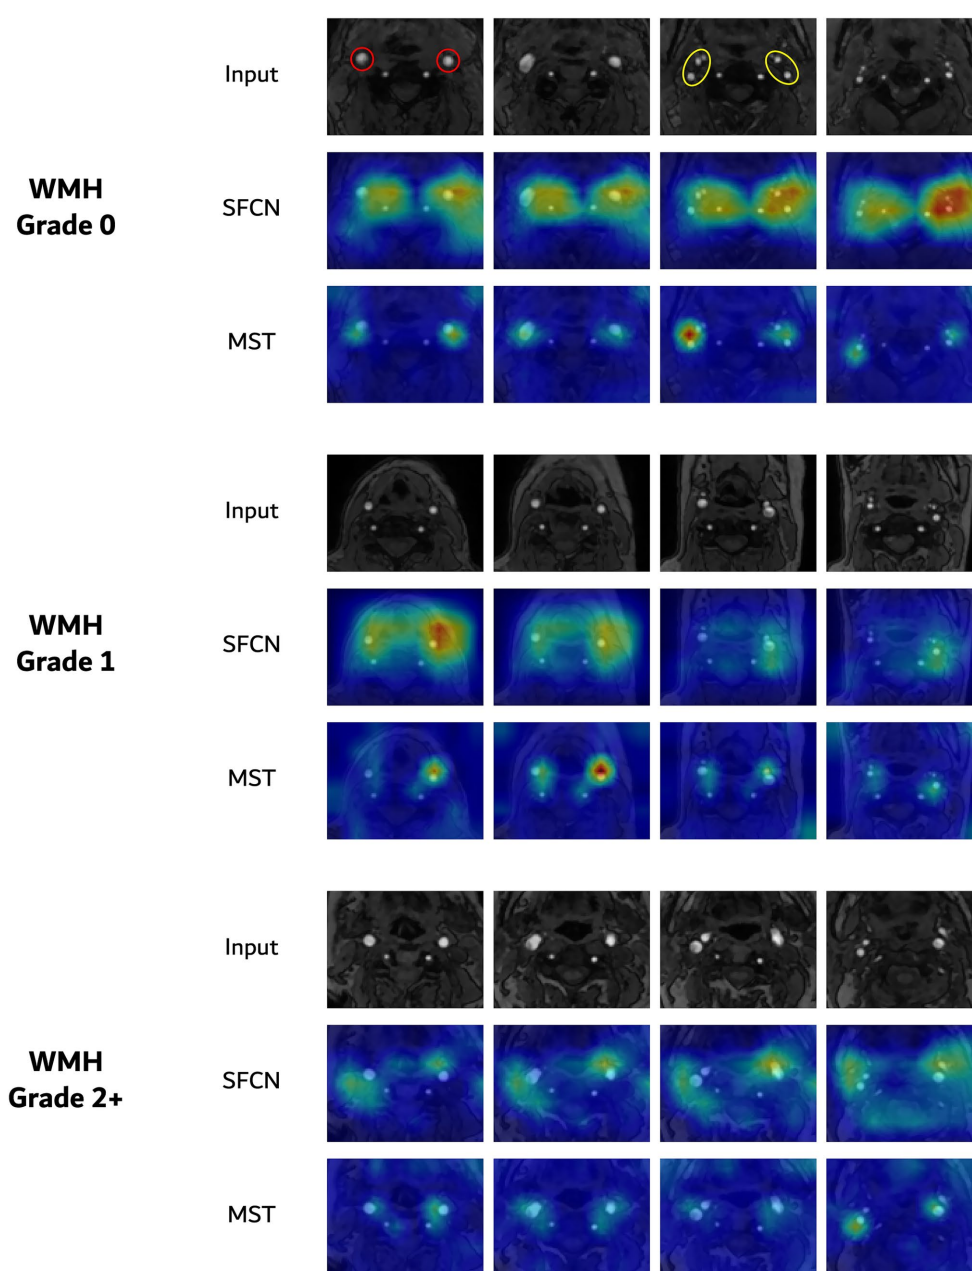 Input
WMH
Grade 0
SFCN
MST
Input
WMH
Grade 1
SFCN
MST
Input
WMH
Grade 2+
SFCN
MST